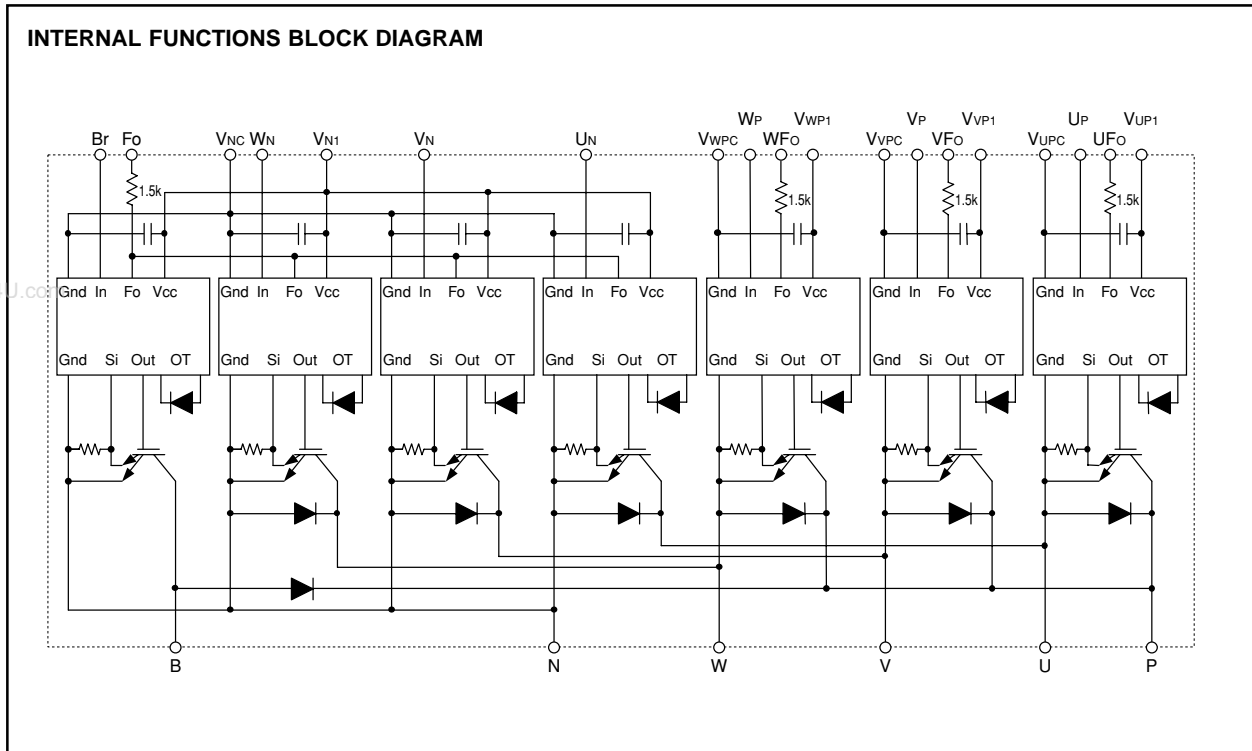 INTERNAL FUNCTIONS BLOCK DIAGRAM
WP VWP1 VP VVP1 UP VUP1
Br Fo VNC WN VN1 VN UN VWPC WFO VVPC VFO VUPC UFO
1.5k 1.5k 1.5k 1.5k
U.com
Gnd In Fo Vcc Gnd In Fo Vcc Gnd In Fo Vcc Gnd In Fo Vcc Gnd In Fo Vcc Gnd In Fo Vcc Gnd In Fo Vcc
Gnd Si Out OT Gnd Si Out OT Gnd Si Out OT Gnd Si Out OT Gnd Si Out OT Gnd Si Out OT Gnd Si Out OT
B N W V U P